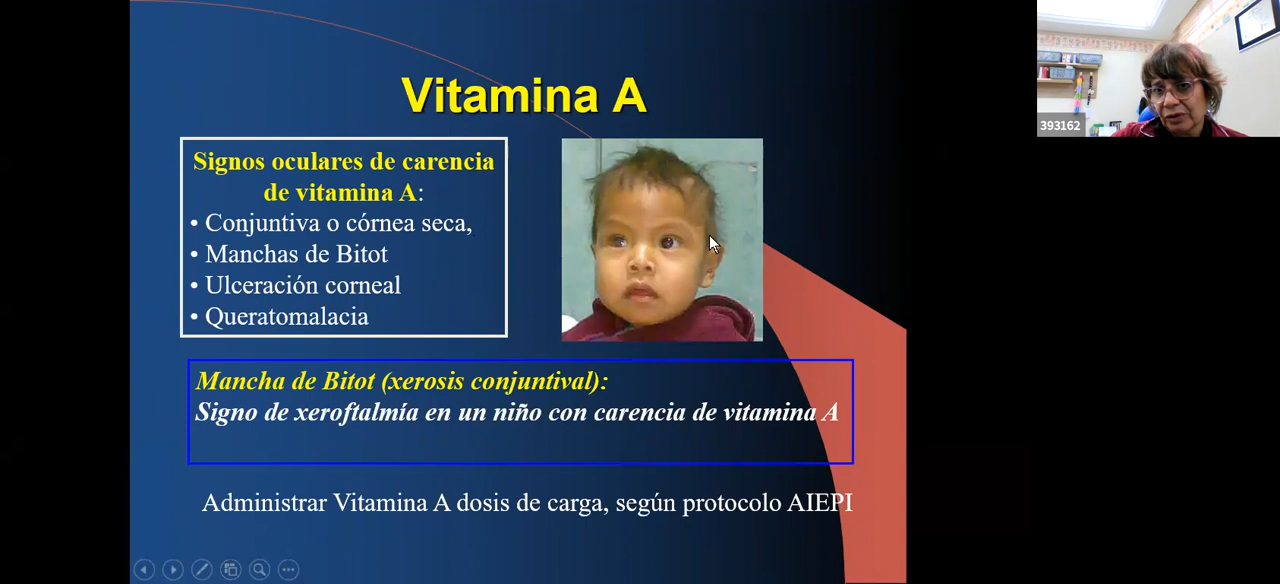 Vitamina A
Signos oculares de carencia
de vitamina A:
• Conjuntiva o córnea seca,
• Manchas de Bitot
• Ulceración corneal
• Queratomalacia
Mancha de Bitot (xerosis conjuntival):
Signo de xeroftalmía en un niño con carencia de vitamina A
Administrar Vitamina A dosis de carga, según protocolo AIEPI
393162